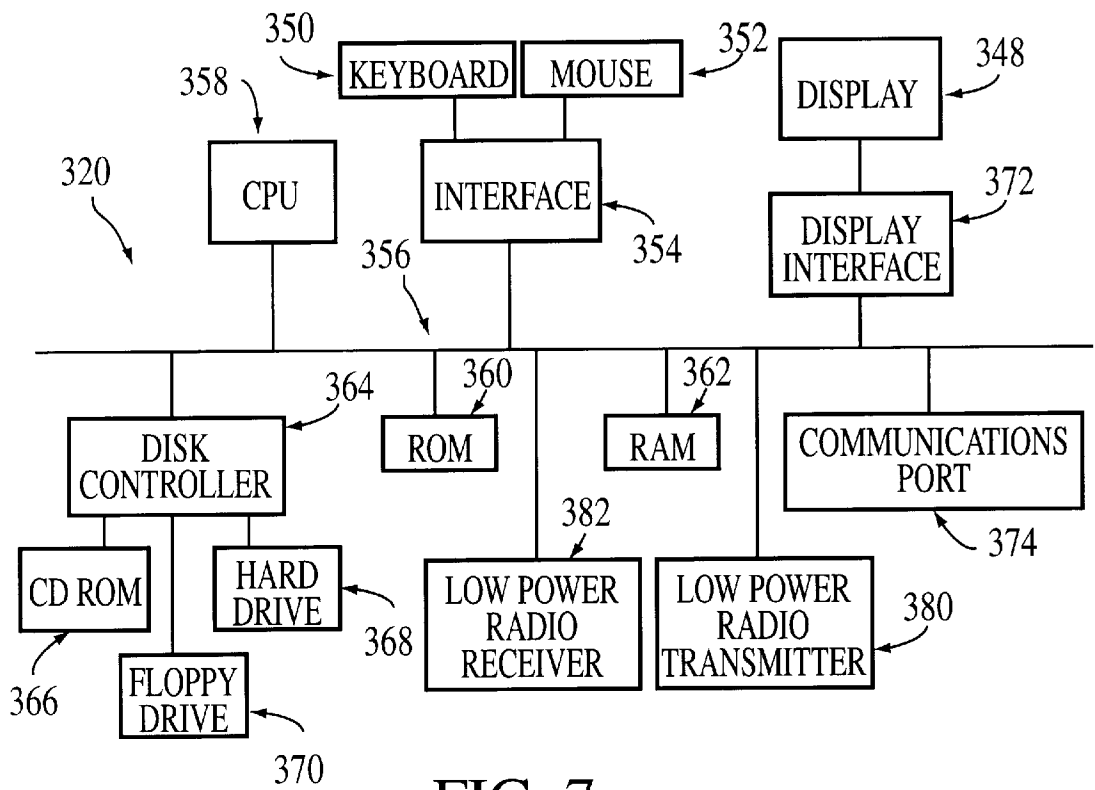 350
KEYBOARD
MOUSE
352
DISPLAY
348
358
CPU
INTERFACE
354
320
356
DISPLAY
INTERFACE
372
364
DISK
CONTROLLER
360
ROM
362
RAM
COMMUNICATIONS
PORT
374
CD ROM
366
HARD
DRIVE
368
FLOPPY
DRIVE
370
382
LOW POWER
RADIO
RECEIVER
LOW POWER
RADIO
TRANSMITTER
380
FIG. 7